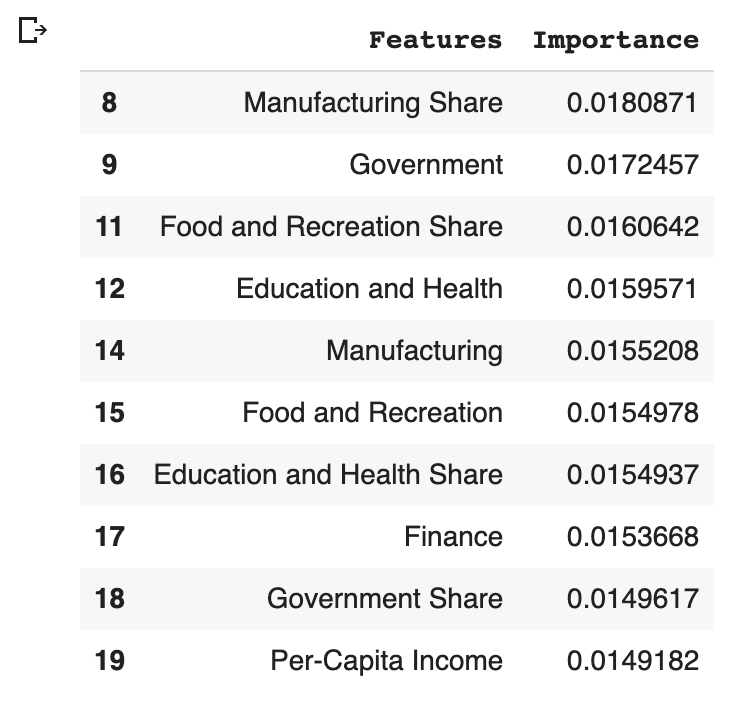 Features Importance
8 Manufacturing Share 0.0180871
9 Government 0.0172457
11 Food and Recreation Share 0.0160642
12 Education and Health 0.0159571
14 Manufacturing 0.0155208
15 Food and Recreation 0.0154978
16 Education and Health Share 0.0154937
17 Finance 0.0153668
18 Government Share 0.0149617
19 Per-Capita Income 0.0149182